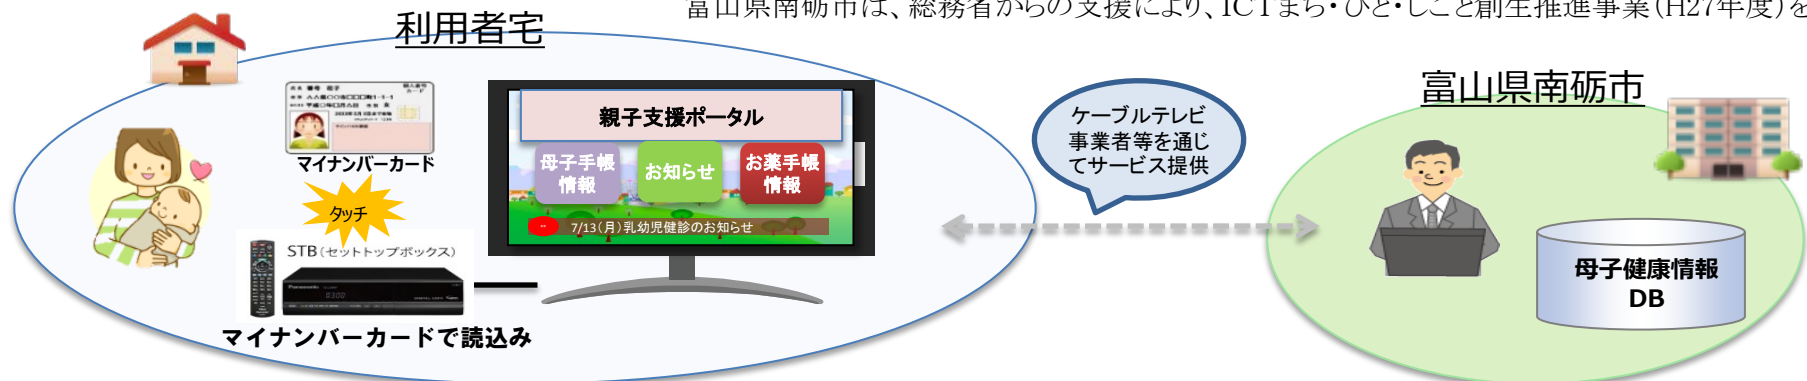 富山県南砺市は、総務省からの支援により、ICTまち・ひと・しごと創生推進事業(H27年度)を
利用者宅
マイナンバーカード
タッチ
STB(セットトップボックス)
Panasonic
マイナンバーカードで読込み
親子支援ポータル
母子手帳
情報
お知らせ
お薬手帳
情報
7/13(月)乳幼児健診のお知らせ
ケーブルテレビ
事業者等を通じ
てサービス提供
富山県南砺市
母子健康情報
DB